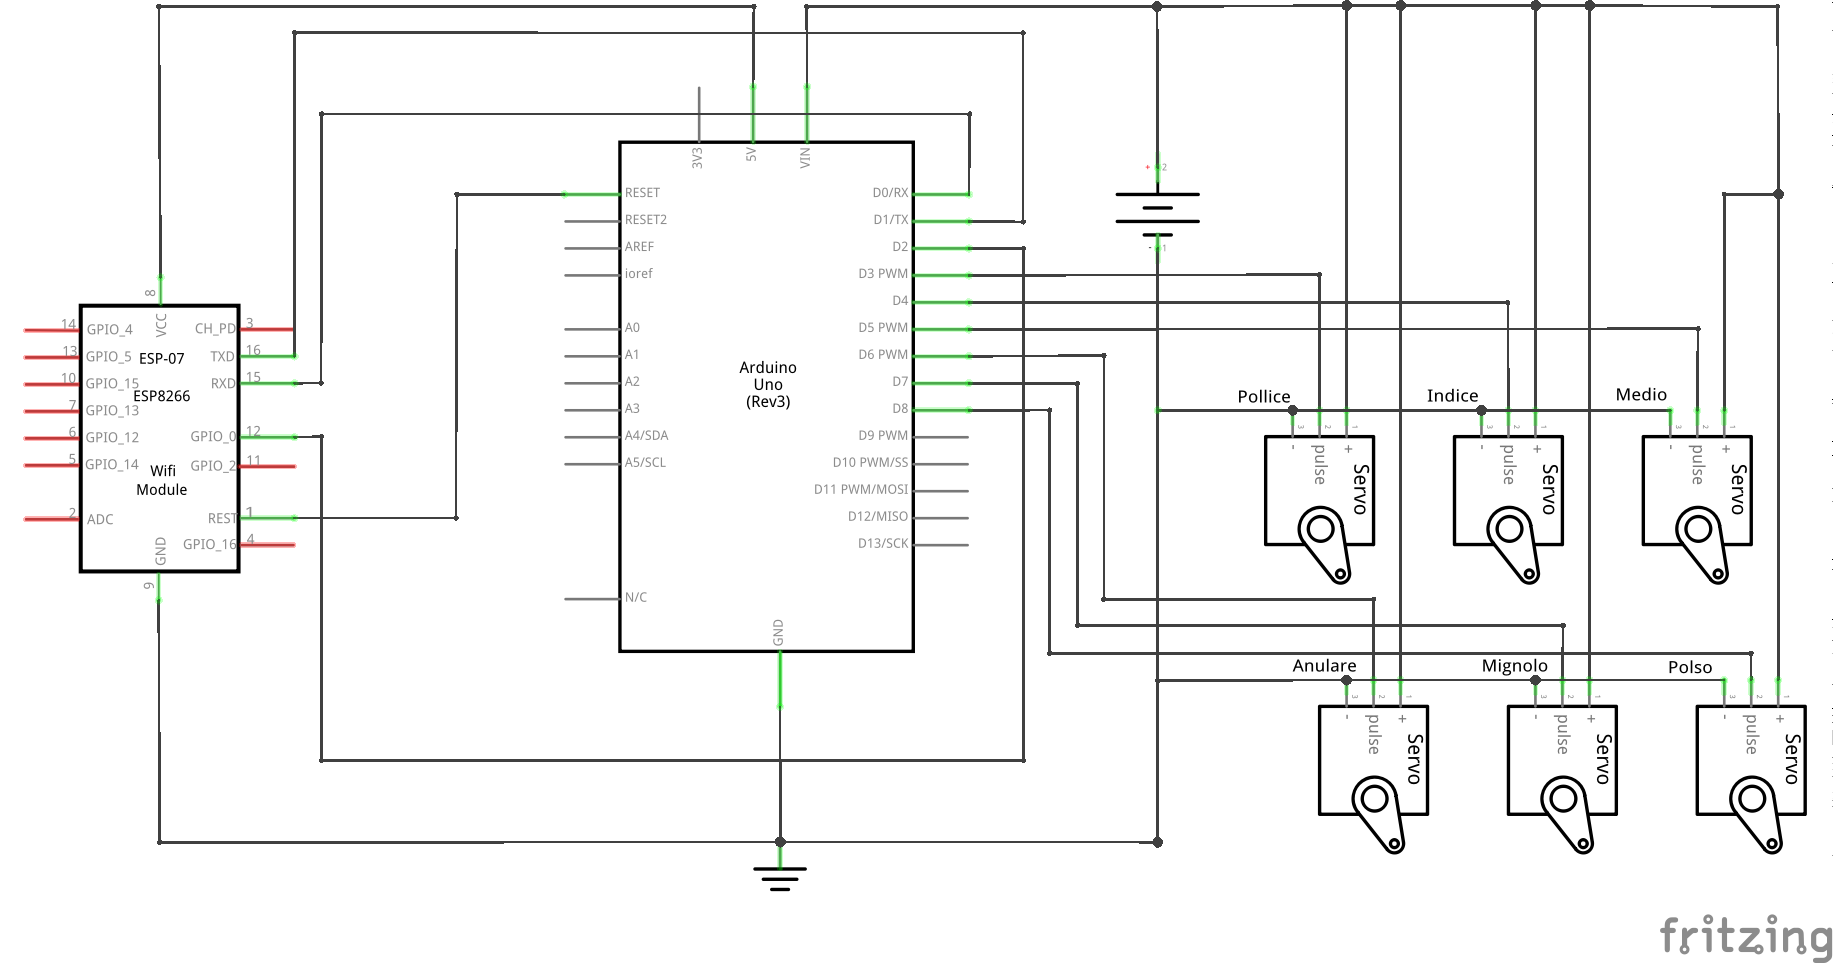 3V3
5V
VIN
RESET
RESET2
AREF
ioref
A0
A1
A2
A3
A4/SDA
A5/SCL
N/C
Arduino
Uno
(Rev3)
GND
D0/RX
D1/TX
D2
D3 PWM
D4
D5 PWM
D6 PWM
D7
D8
D9 PWM
D10 PWM/SS
D11 PWM/MOSI
D12/MISO
D13/SCK
8
VCC
14 GPIO_4
13 GPIO_5
10 GPIO_15
7 GPIO_13
6 GPIO_12
5 GPIO_14
2 ADC
ESP-07
ESP8266
Wifi
Module
CH_PD 3
TXD 16
RXD 15
GPIO_0 12
GPIO_2 11
REST 1
GPIO_16 4
GND
9
+ 2
- 1
Pollice
3 2 1
- pulse +
Servo
Indice
3 2 1
- pulse +
Servo
Medio
3 2 1
- pulse +
Servo
Anulare
3 2 1
- pulse +
Servo
Mignolo
3 2 1
- pulse +
Servo
Polso
3 2 1
- pulse +
Servo
fritzing